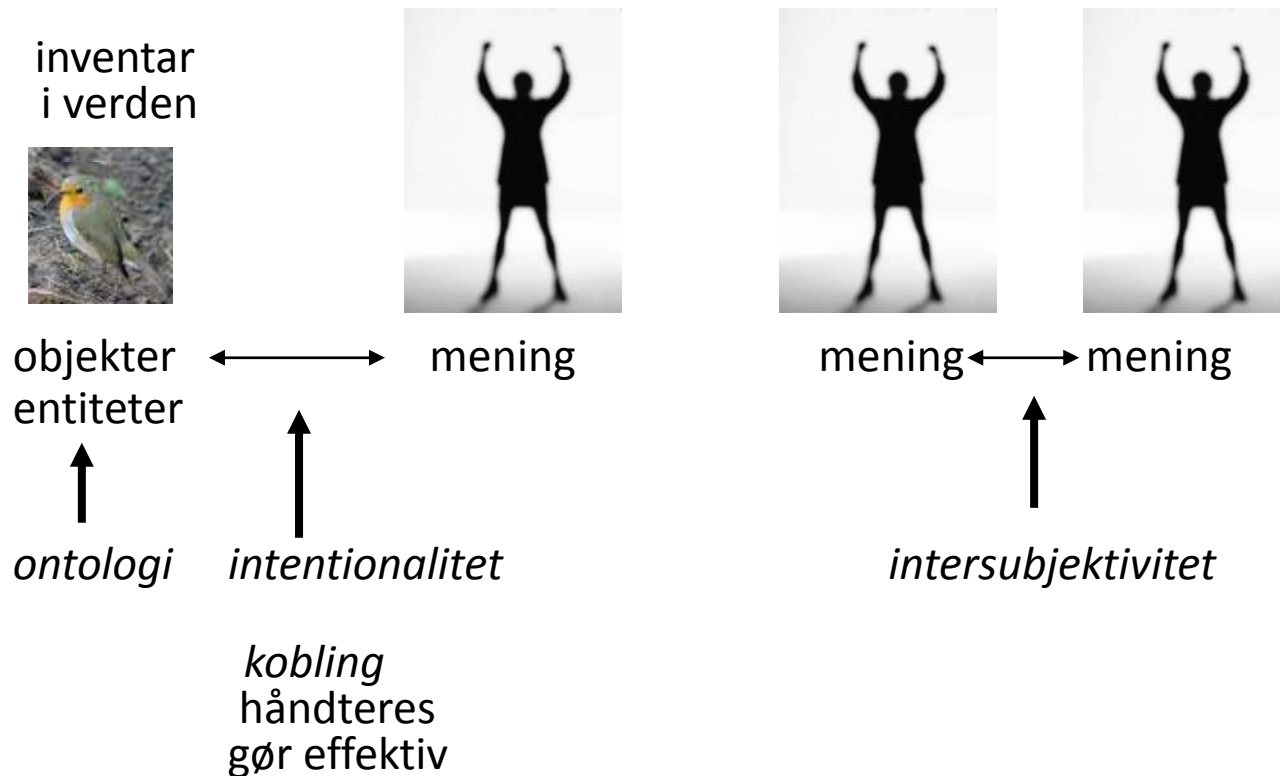 inventar
i verden
objekter
entiteter
mening
mening
mening
ontologi
intentionalitet
intersubjektivitet
kobling
håndteres
gør effektiv